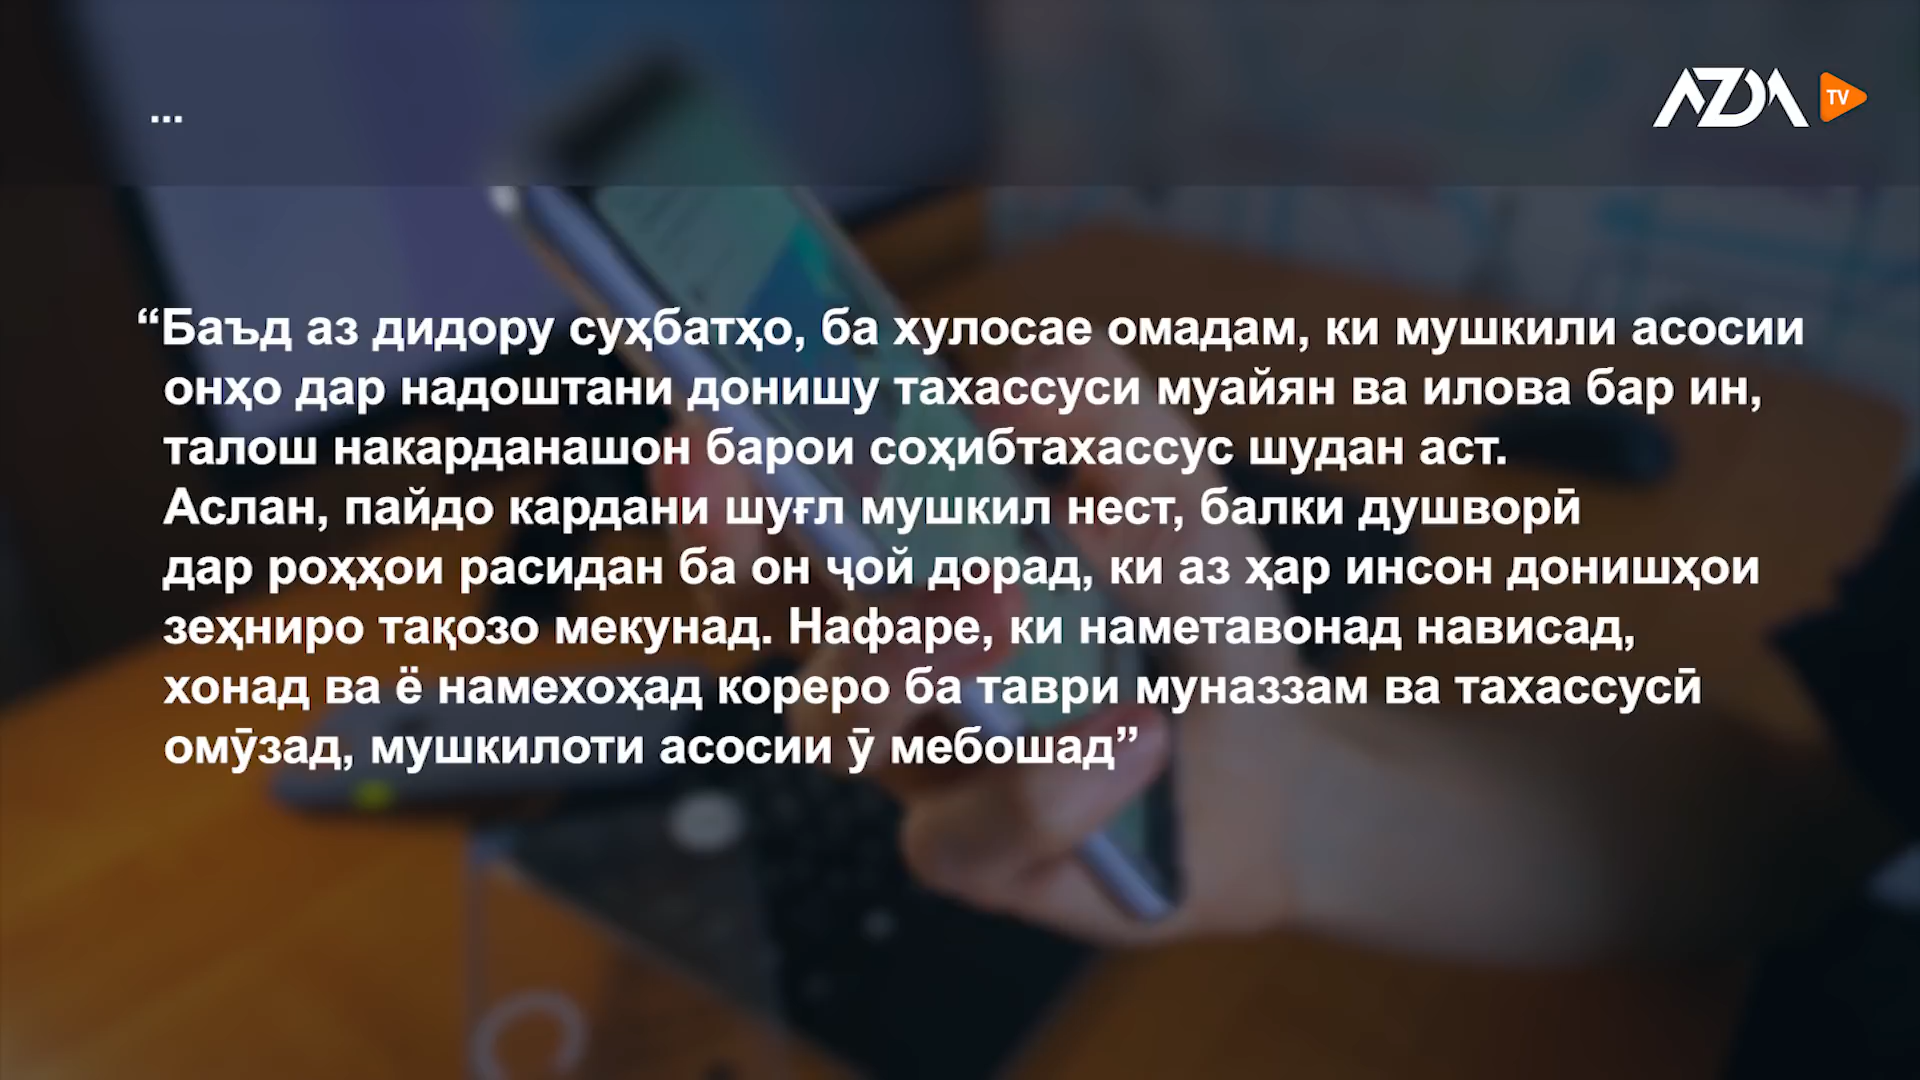 ...
AZDA TV
“Баъд аз дидору суҳбатҳо, ба хулосае омадам, ки мушкили асосии
онҳо дар надоштани донишу тахассуси муайян ва илова бар ин,
талош накарданашон барои соҳибтахассус шудан аст.
Аслан, пайдо кардани шуғл мушкил нест, балки душворӣ
дар роҳҳои расидан ба он ҷой дорад, ки аз ҳар инсон донишҳои
зеҳниро тақозо мекунад. Нафаре, ки наметавонад нависад,
хонад ва ё намехоҳад кореро ба таври муназзам ва тахассусӣ
омӯзад, мушкилоти асосии ӯ мебошад”